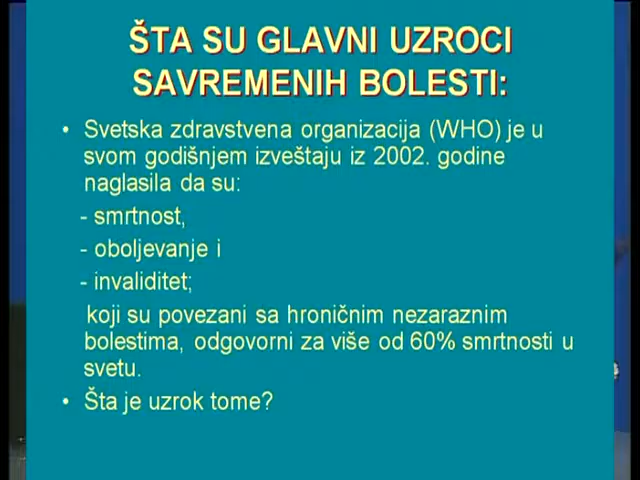 ŠTA SU GLAVNI UZROCI
SAVREMENIH BOLESTI:
• Svetska zdravstvena organizacija (WHO) je u
svom godišnjem izveštaju iz 2002. godine
naglasila da su:
- smrtnost,
- oboljevanje i
- invaliditet;
koji su povezani sa hroničnim nezaraznim
bolestima, odgovorni za više od 60% smrtnosti u
svetu.
• Šta je uzrok tome?